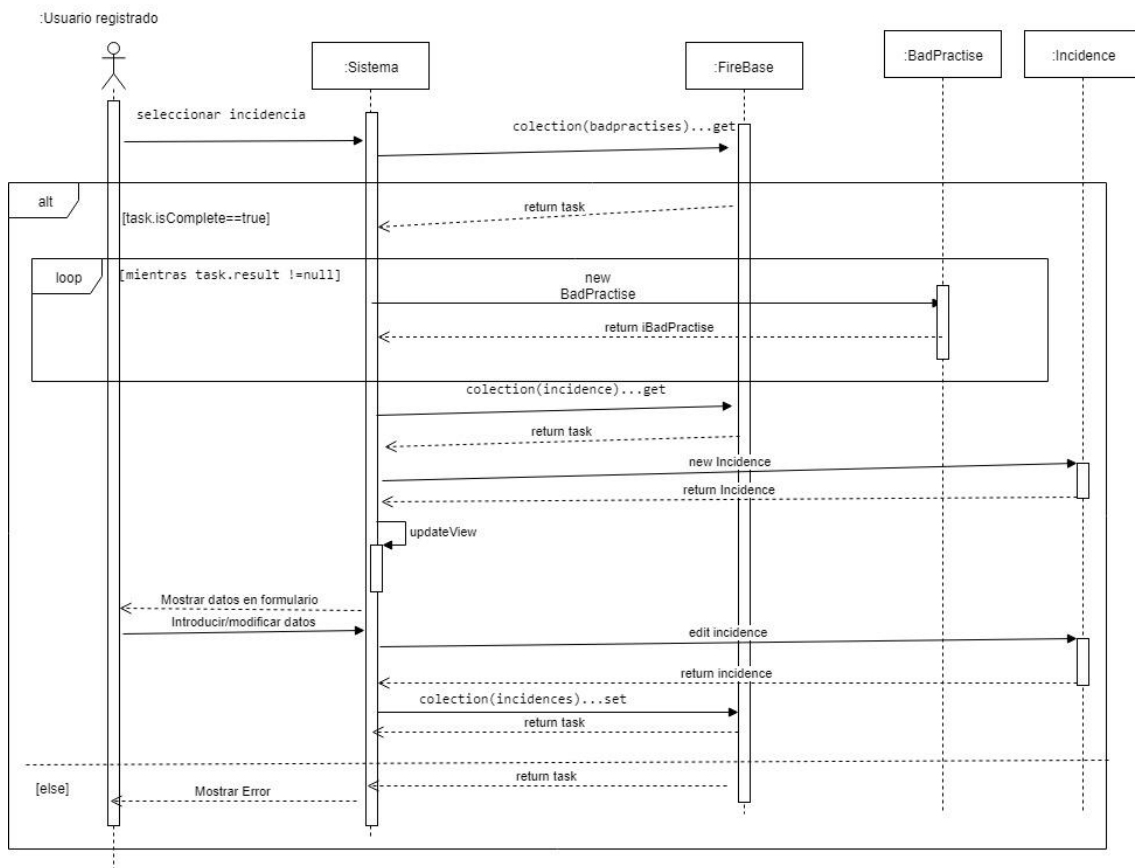 :Usuario registrado
:Sistema
:FireBase
:BadPractise
:Incidence
seleccionar incidencia
colection(badpractises)...get
alt
[task.isComplete==true]
return task
loop
[mientras task.result !=null]
new
BadPractise
return iBadPractise
colection(incidence)...get
return task
new Incidence
return Incidence
updateView
Mostrar datos en formulario
Introducir/modificar datos
edit incidence
return incidence
colection(incidences)...set
return task
[else]
return task
Mostrar Error